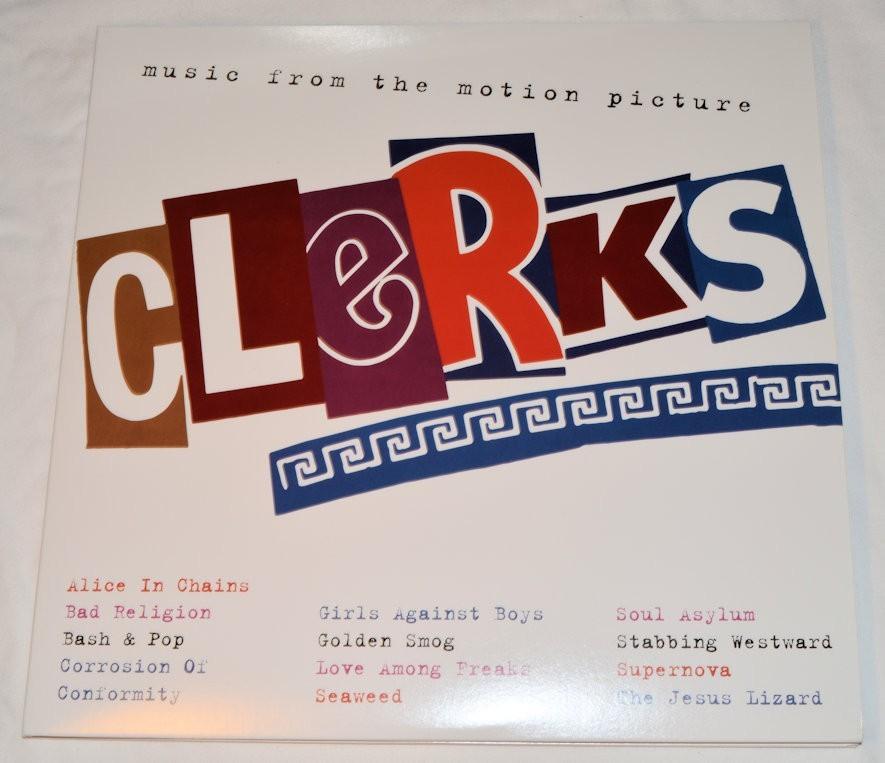 music from the motion picture
CLeRKS
Alice In Chains
Bad Religion
Bash & Pop
Corrosion Of
Conformity
Girls Against Boys
Golden Smog
Love Among Freaks
Seaweed
Soul Asylum
Stabbing Westward
Supernova
The Jesus Lizard